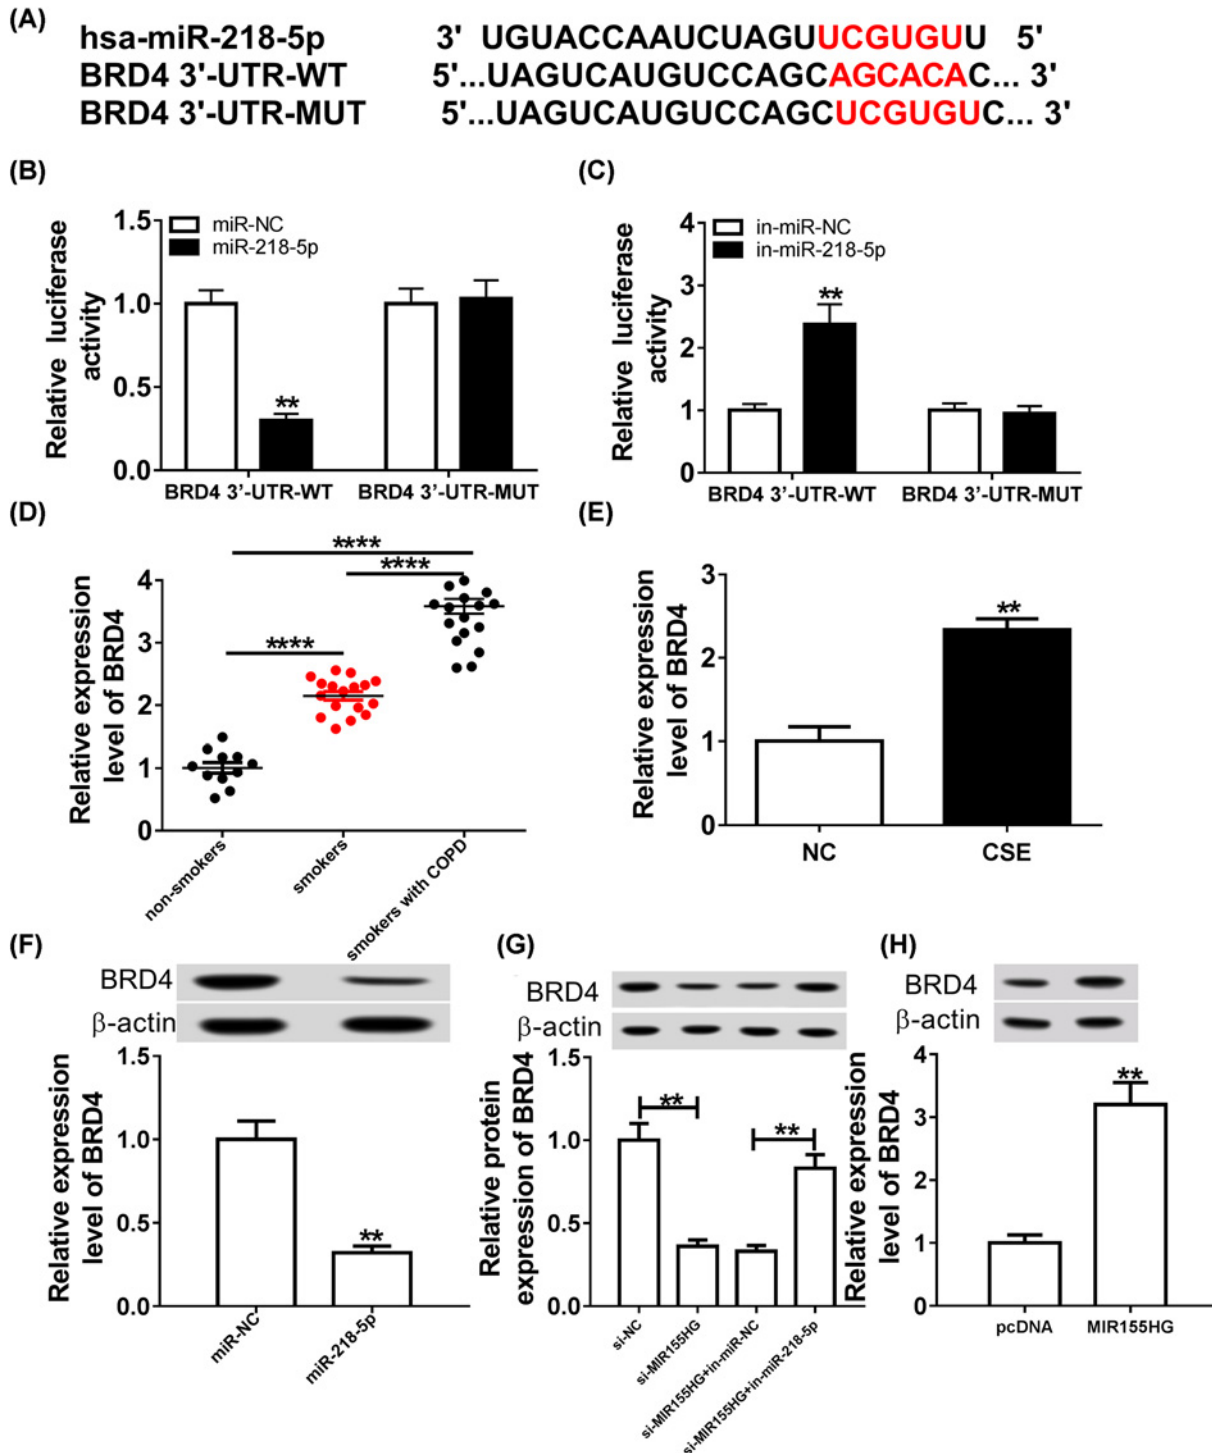 (A)
hsa-miR-218-5p 3' UGUACCAAUCUAGUUCGUGUU 5'
BRD4 3'-UTR-WT 5'...UAGUCAUGUCCAGCAGCACAC... 3'
BRD4 3'-UTR-MUT 5'...UAGUCAUGUCCAGCUCGUGUC... 3'
(B)
Relative luciferase
activity
1.5
1.0
0.5
0.0
miR-NC
miR-218-5p
**
BRD4 3'-UTR-WT BRD4 3'-UTR-MUT
(C)
Relative luciferase
activity
4
3
2
1
0
in-miR-NC
in-miR-218-5p
**
BRD4 3'-UTR-WT BRD4 3'-UTR-MUT
(D)
Relative expression
level of BRD4
4
3
2
1
0
****
****
****
non-smokers
smokers
smokers with COPD
(E)
Relative expression
level of BRD4
3
2
1
0
**
NC CSE
(F)
BRD4
β-actin
Relative expression
level of BRD4
1.5
1.0
0.5
0.0
**
miR-NC
miR-218-5p
(G)
BRD4
β-actin
Relative protein
expression of BRD4
1.5
1.0
0.5
0.0
**
**
si-NC
si-MIR155HG
si-MIR155HG+in-miR-NC
si-MIR155HG+in-miR-218-5p
(H)
BRD4
β-actin
Relative expression
level of BRD4
4
3
2
1
0
**
pcDNA MIR155HG